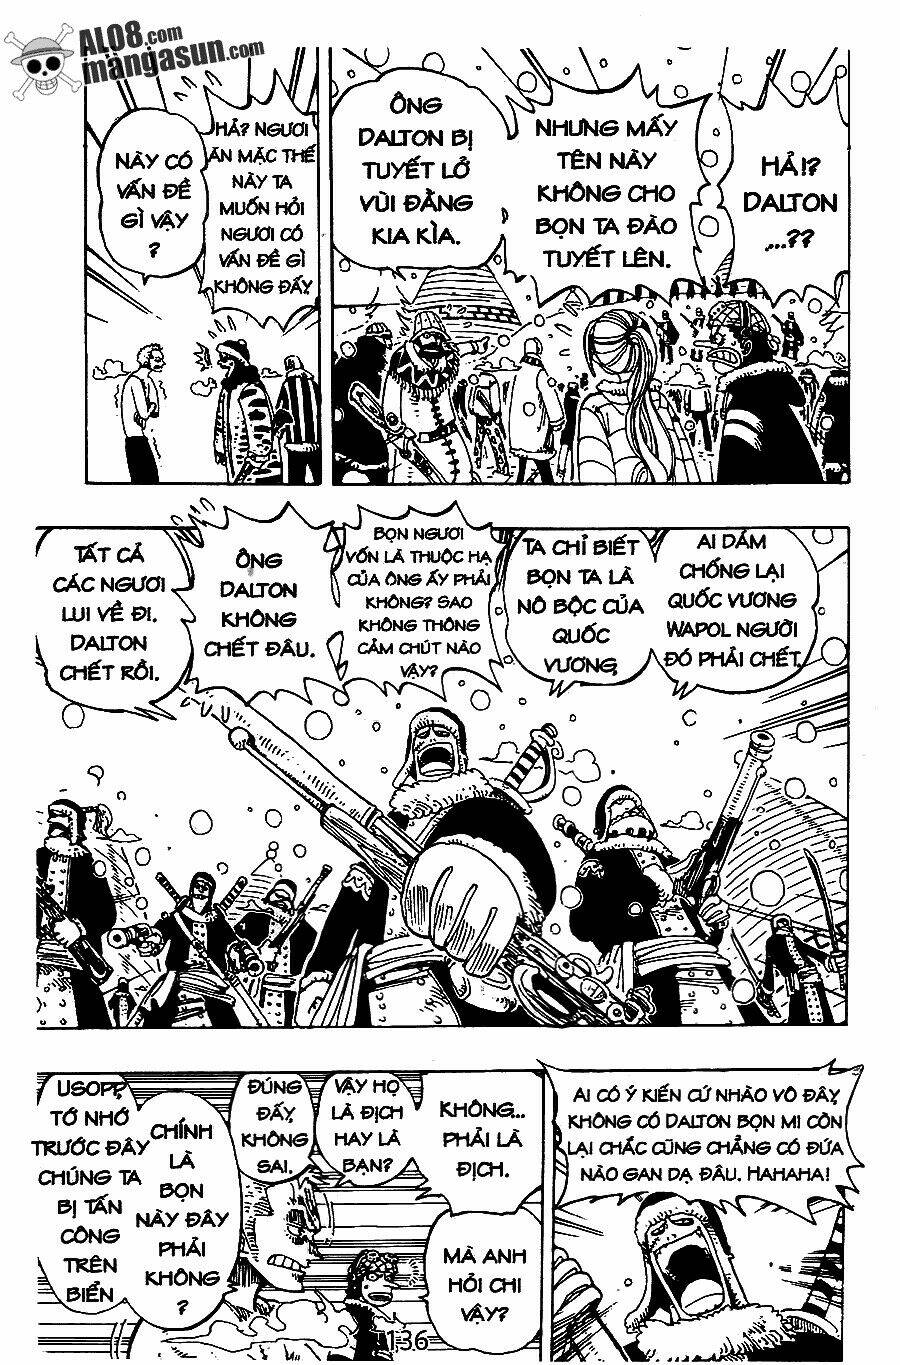 AL08.com
mangasun.com
HẢ!?
DALTON
...??
NHƯNG MẤY
TÊN NÀY
KHÔNG CHO
BỌN TA ĐÀO
TUYẾT LÊN.
ÔNG
DALTON BỊ
TUYẾT LỞ
VÙI ĐẰNG
KIA KÌA.
HẢ? NGƯƠI
ĂN MẶC THẾ
NÀY TA
MUỐN HỎI
NGƯƠI CÓ
VẤN ĐỀ GÌ
KHÔNG ĐẤY.
NÀY CÓ
VẤN ĐỀ
GÌ VẬY
?
AI DÁM
CHỐNG LẠI
QUỐC VƯƠNG
WAPOL NGƯỜI
ĐÓ PHẢI CHẾT.
TA CHỈ BIẾT
BỌN TA LÀ
NÔ BỘC CỦA
QUỐC
VƯƠNG,
BỌN NGƯƠI
VỐN LÀ THUỘC HẠ
CỦA ÔNG ẤY PHẢI
KHÔNG? SAO
KHÔNG THÔNG
CẢM CHÚT NÀO
VẬY?
ÔNG
DALTON
KHÔNG
CHẾT ĐÂU.
TẤT CẢ
CÁC NGƯƠI
LUI VỀ ĐI.
DALTON
CHẾT RỒI.
AI CÓ Ý KIẾN CỨ NHÀO VÔ ĐÂY,
KHÔNG CÓ DALTON BỌN MI CÒN
LẠI CHẮC CŨNG CHẲNG CÓ ĐỨA
NÀO GAN DẠ ĐÂU. HAHAHA!
KHÔNG...
PHẢI LÀ
ĐỊCH.
MÀ ANH
HỎI CHI
VẬY?
VẬY HỌ
LÀ ĐỊCH
HAY LÀ
BẠN?
ĐÚNG
ĐẤY,
KHÔNG
SAI.
CHÍNH
LÀ
BỌN
NÀY ĐÂY
PHẢI
KHÔNG
?
USOPP,
TỚ NHỚ
TRƯỚC ĐÂY
CHÚNG TA
BỊ TẤN
CÔNG
TRÊN
BIỂN
136